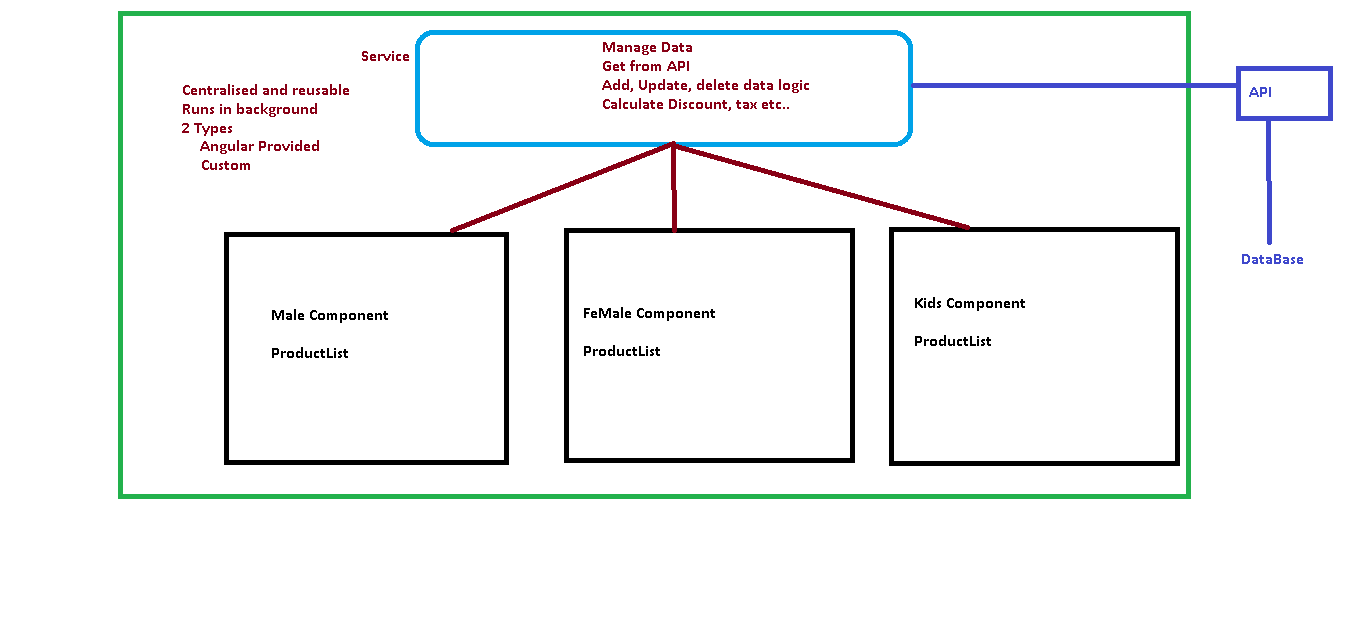 Service
Manage Data
Get from API
Add, Update, delete data logic
Calculate Discount, tax etc..
Centralised and reusable
Runs in background
2 Types
Angular Provided
Custom
API
DataBase
Male Component
ProductList
FeMale Component
ProductList
Kids Component
ProductList